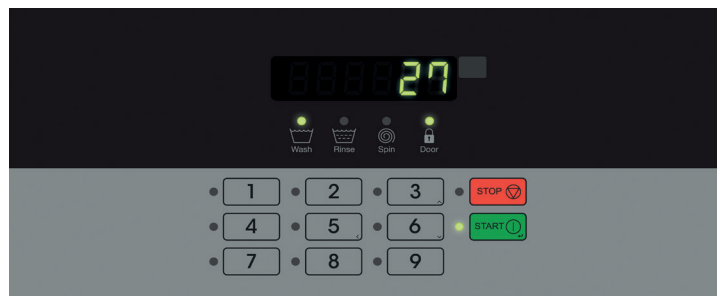 27
Wash Rinse Spin Door
1 2 3 STOP
4 5 6 START
7 8 9